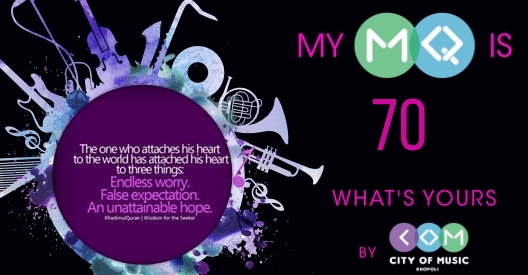 MY MQ IS
70
WHAT'S YOURS
BY COM
CITY OF MUSIC
KHOPOLI
The one who attaches his heart
to the world has attached his heart
to three things:
Endless worry.
False expectation.
An unattainable hope.
KhadimulQuran | Wisdom for the Seeker